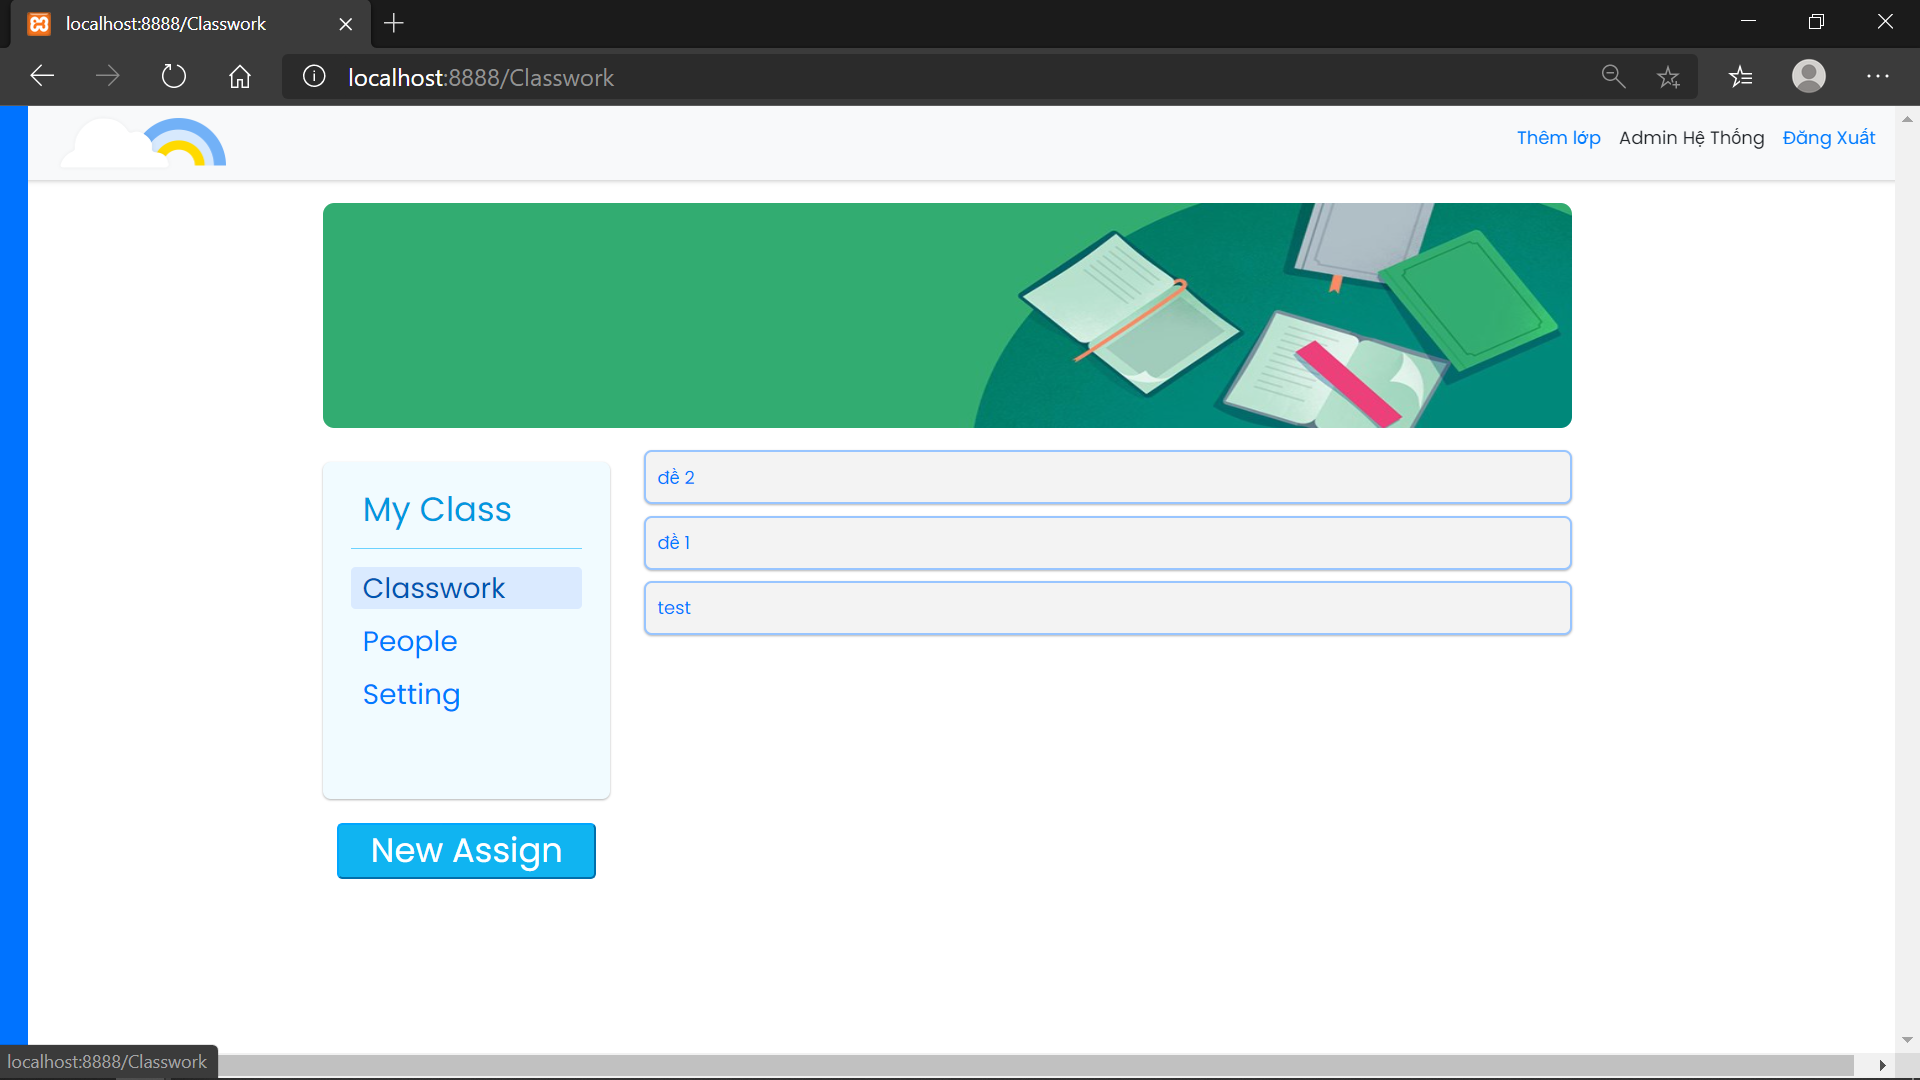 localhost:8888/Classwork
localhost:8888/Classwork
Thêm lớp Admin Hệ Thống Đăng Xuất
My Class
Classwork
People
Setting
New Assign
đề 2
đề 1
test
localhost:8888/Classwork